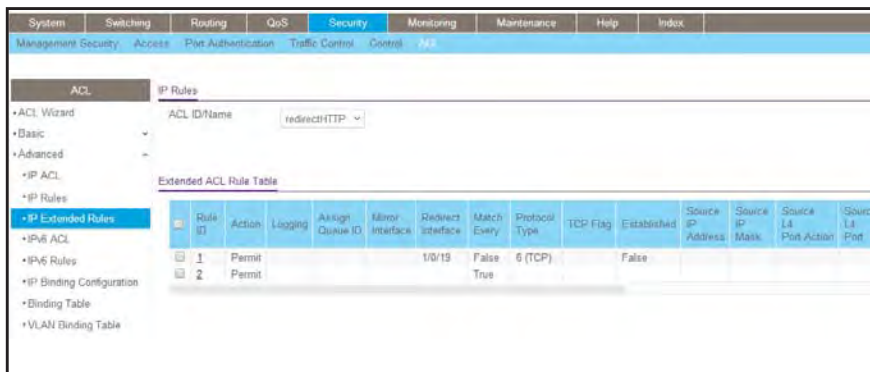 System Switching Routing QoS Security Monitoring Maintenance Help Index
Management Security Access Port Authentication Traffic Control Control ACL
ACL
ACL Wizard
Basic
Advanced
IP ACL
IP Rules
IP Extended Rules
IPv6 ACL
IPv6 Rules
IP Binding Configuration
Binding Table
VLAN Binding Table
IP Rules
ACL ID/Name redirectHTTP
Extended ACL Rule Table
Rule ID Action Logging Assign Queue ID Mirror Interface Redirect Interface Match Every Protocol Type TCP Flag Established Source IP Address Source IP Mask Source L4 Port Action Source L4 Port
1 Permit 1/0/19 False 6 (TCP) False
2 Permit True